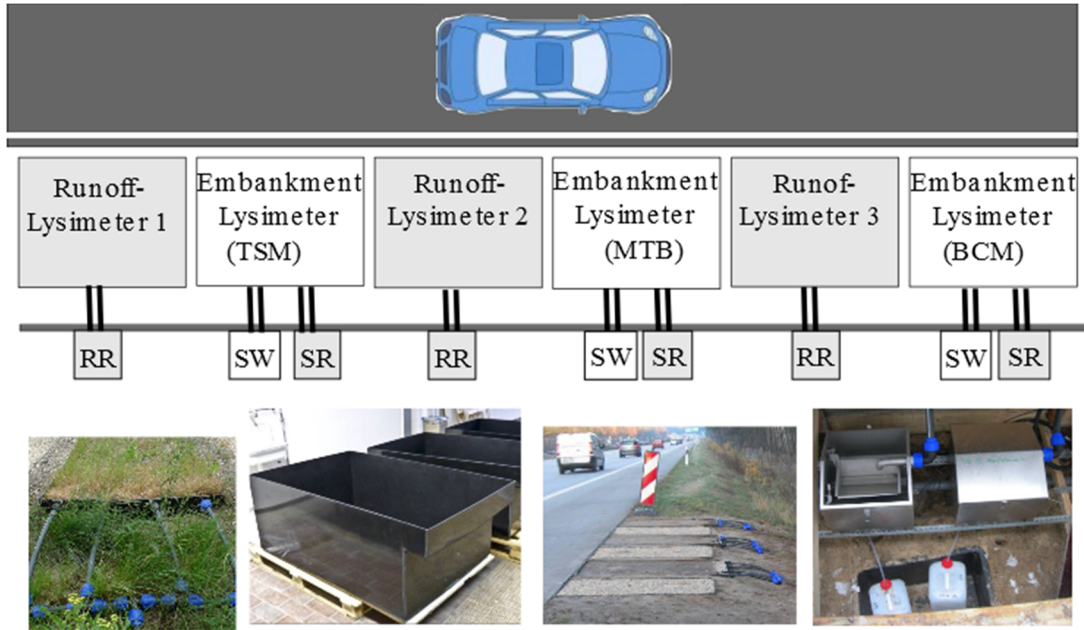 Runoff-
Lysimeter 1
Embankment
Lysimeter
(TSM)
Runoff-
Lysimeter 2
Embankment
Lysimeter
(MTB)
Runof-
Lysimeter 3
Embankment
Lysimeter
(BCM)
RR
SW
SR
RR
SW
SR
RR
SW
SR